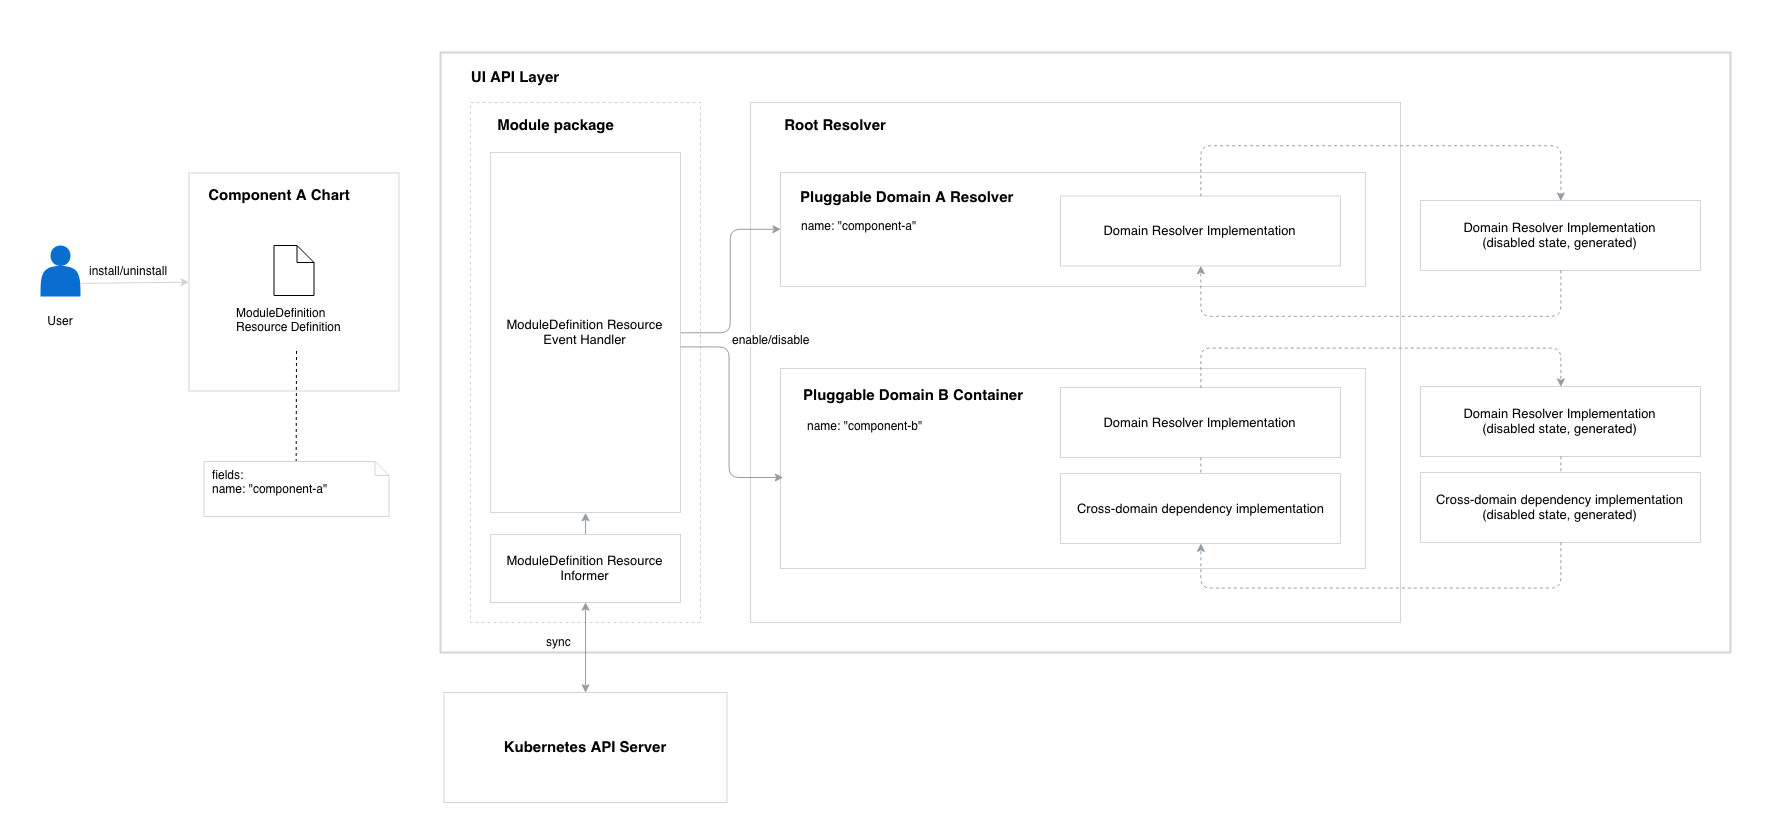 UI API Layer
Module package
Root Resolver
Component A Chart
Pluggable Domain A Resolver
name: "component-a"
Domain Resolver Implementation
Domain Resolver Implementation
(disabled state, generated)
install/uninstall
User
ModuleDefinition
Resource Definition
ModuleDefinition Resource
Event Handler
enable/disable
Pluggable Domain B Container
name: "component-b"
Domain Resolver Implementation
Domain Resolver Implementation
(disabled state, generated)
fields:
name: "component-a"
Cross-domain dependency implementation
Cross-domain dependency implementation
(disabled state, generated)
ModuleDefinition Resource
Informer
sync
Kubernetes API Server